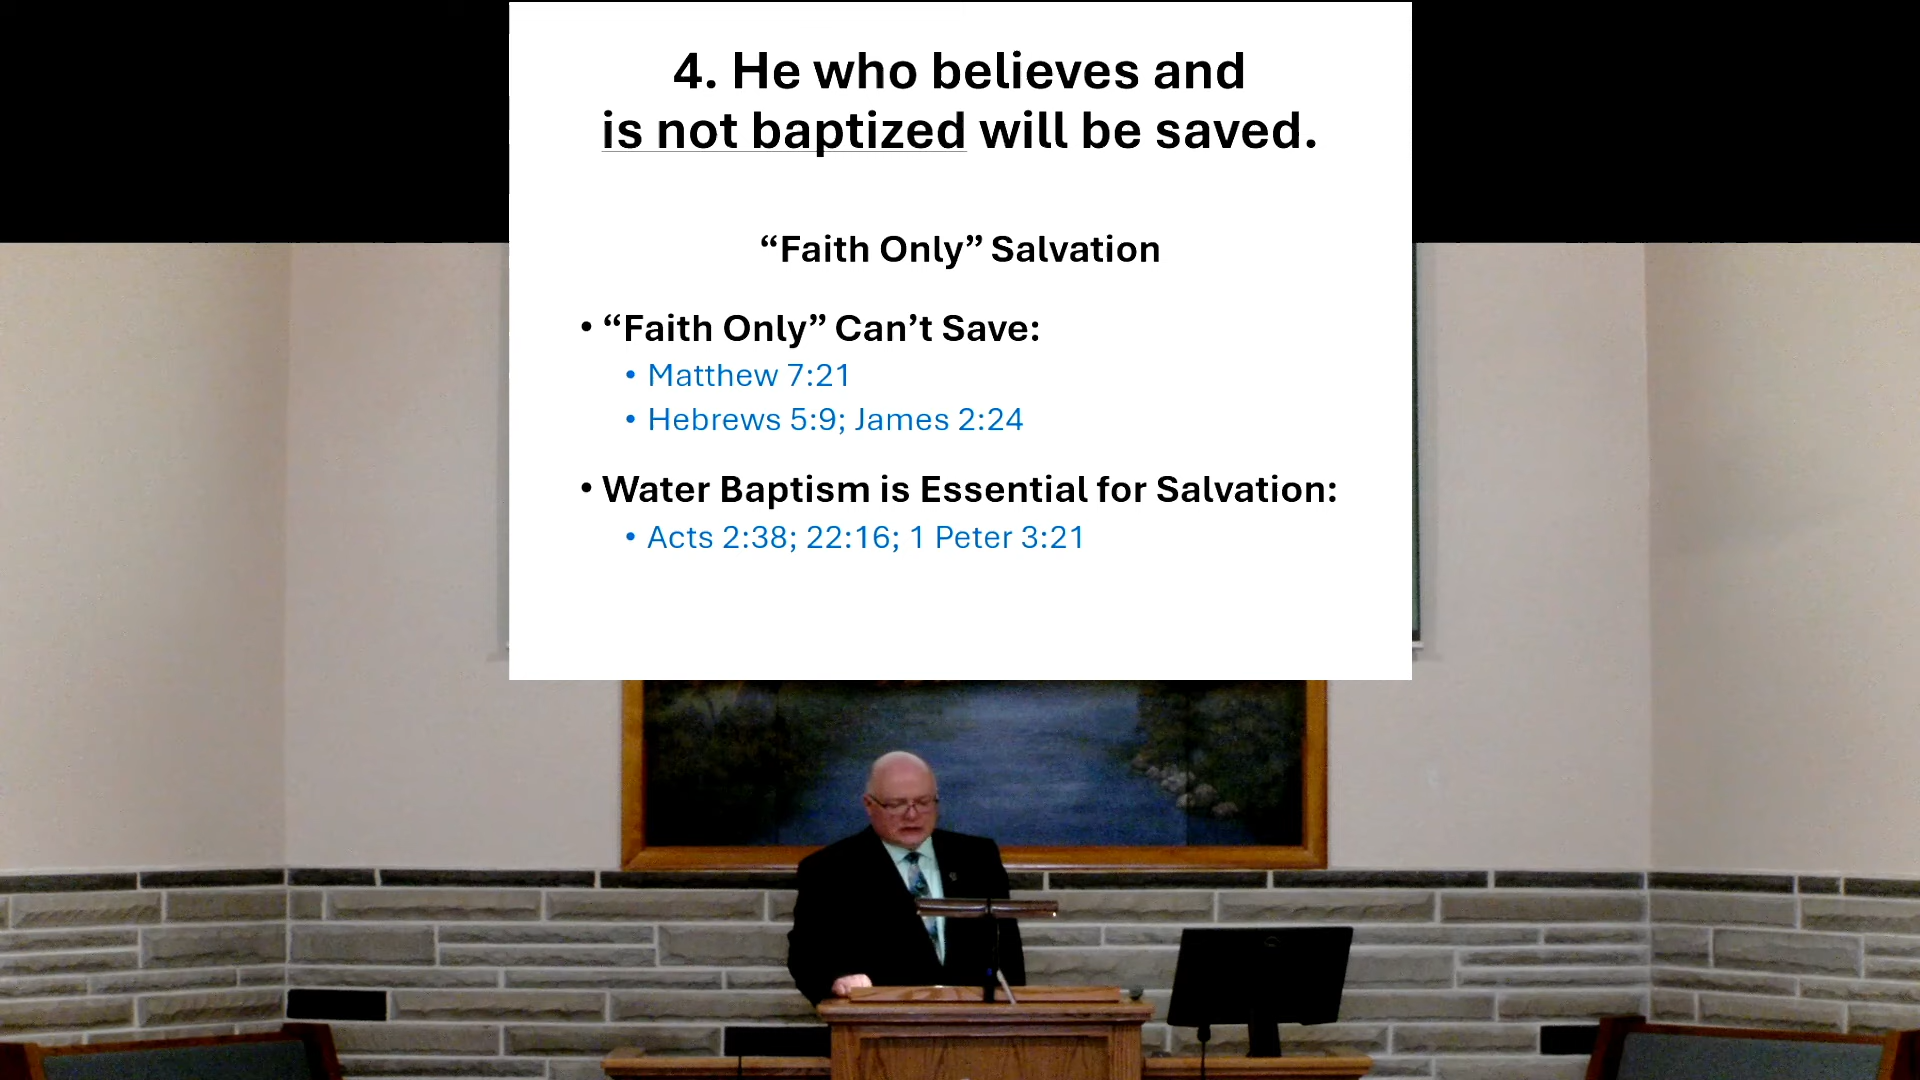 4. He who believes and
is not baptized will be saved.
“Faith Only” Salvation
• “Faith Only” Can’t Save:
• Matthew 7:21
• Hebrews 5:9; James 2:24
• Water Baptism is Essential for Salvation:
• Acts 2:38; 22:16; 1 Peter 3:21